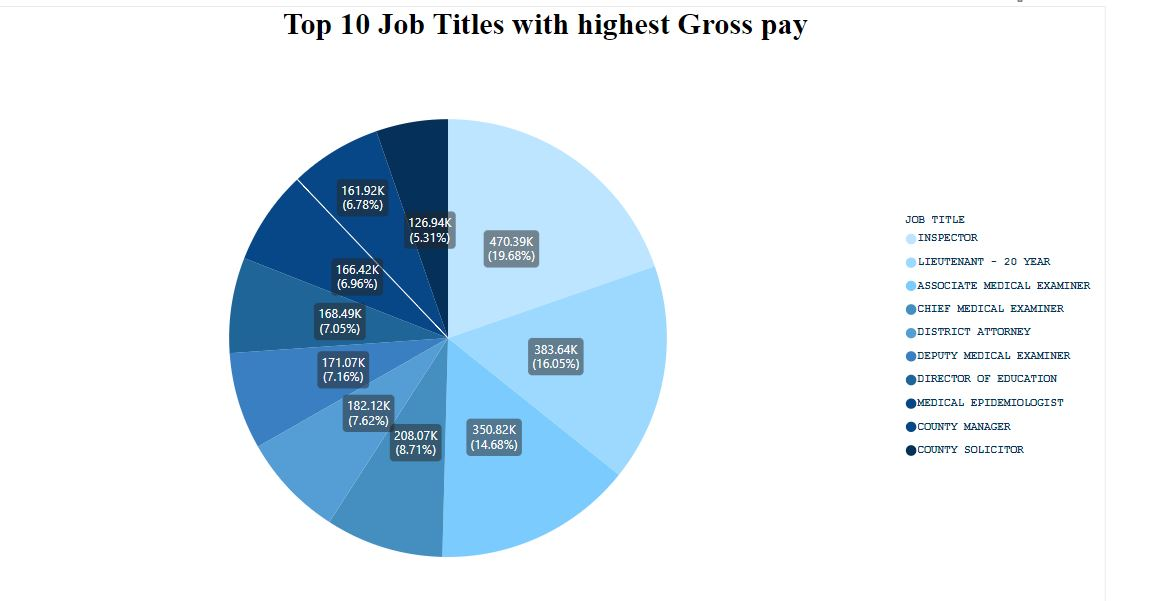 Top 10 Job Titles with highest Gross pay
161.92K
(6.78%)
126.94K
(5.31%)
470.39K
(19.68%)
166.42K
(6.96%)
168.49K
(7.05%)
383.64K
(16.05%)
171.07K
(7.16%)
182.12K
(7.62%)
208.07K
(8.71%)
350.82K
(14.68%)
JOB TITLE
INSPECTOR
LIEUTENANT - 20 YEAR
ASSOCIATE MEDICAL EXAMINER
CHIEF MEDICAL EXAMINER
DISTRICT ATTORNEY
DEPUTY MEDICAL EXAMINER
DIRECTOR OF EDUCATION
MEDICAL EPIDEMIOLOGIST
COUNTY MANAGER
COUNTY SOLICITOR